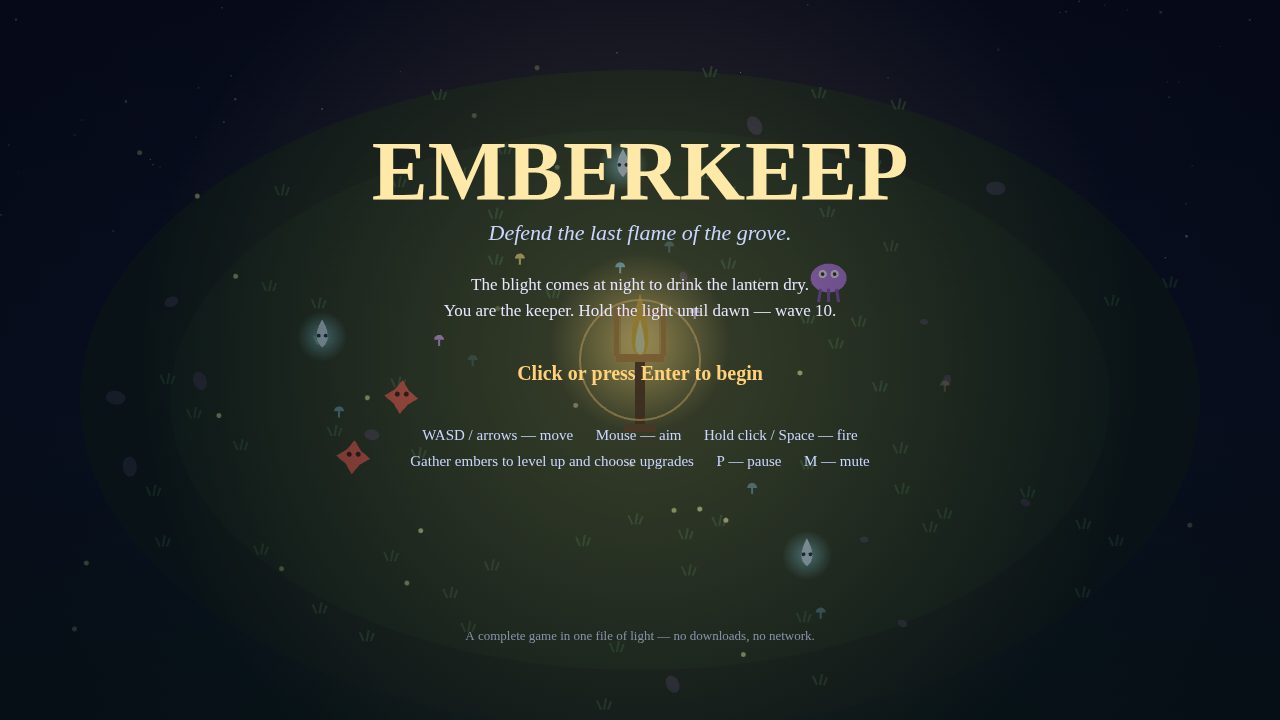 EMBERKEEP
Defend the last flame of the grove.
The blight comes at night to drink the lantern dry.
You are the keeper. Hold the light until dawn — wave 10.
Click or press Enter to begin
WASD / arrows — move Mouse — aim Hold click / Space — fire
Gather embers to level up and choose upgrades P — pause M — mute
A complete game in one file of light — no downloads, no network.